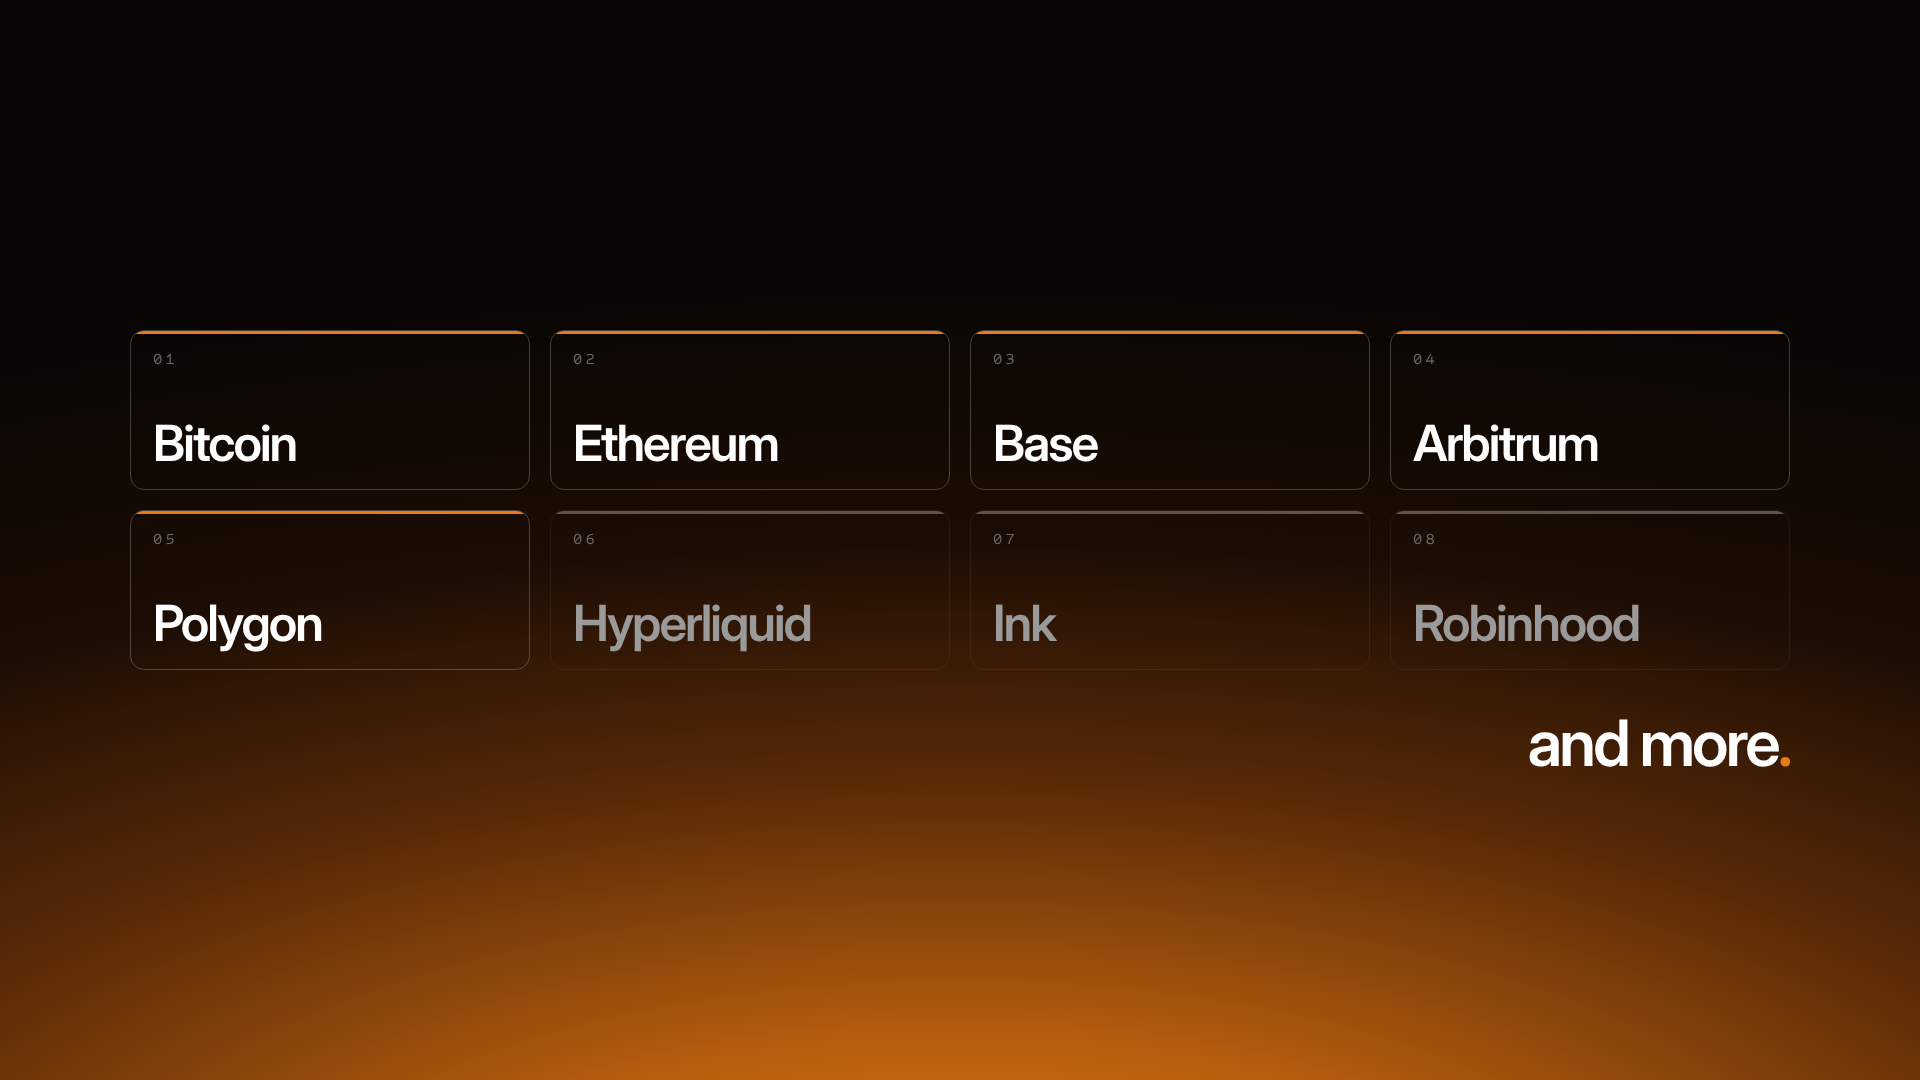 01
Bitcoin
02
Ethereum
03
Base
04
Arbitrum
05
Polygon
06
Hyperliquid
07
Ink
08
Robinhood
and more.